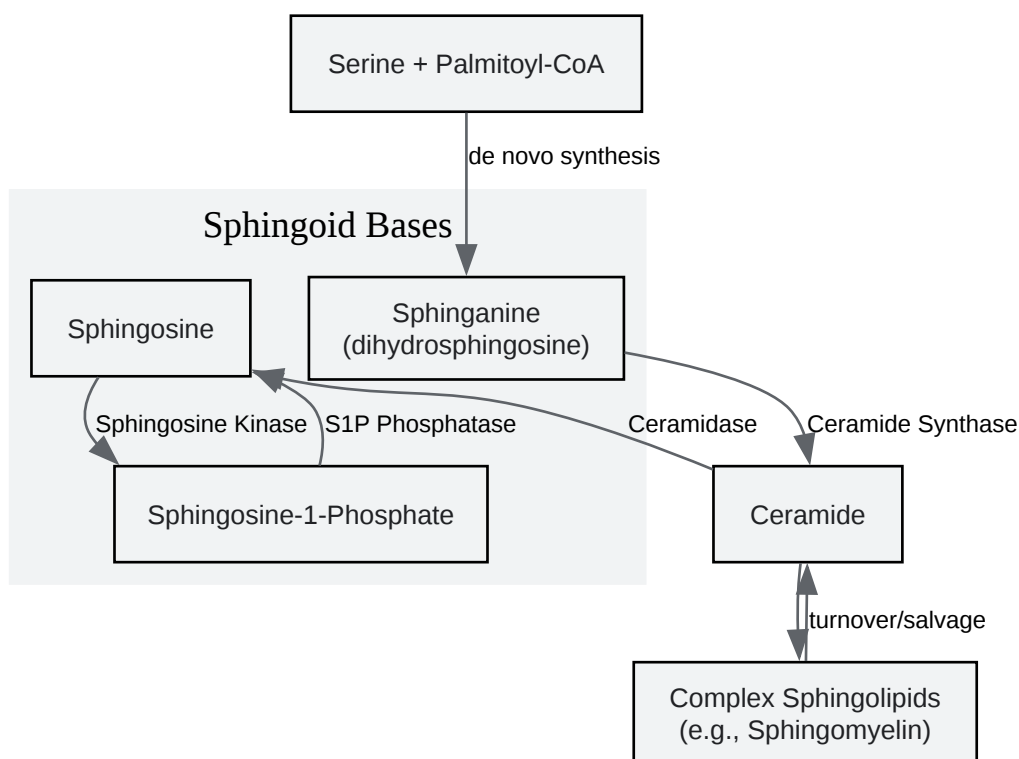 Serine + Palmitoyl-CoA
de novo synthesis
Sphingoid Bases
Sphingosine
Sphinganine
(dihydrosphingosine)
Sphingosine Kinase
S1P Phosphatase
Ceramidase
Ceramide Synthase
Sphingosine-1-Phosphate
Ceramide
turnover/salvage
Complex Sphingolipids
(e.g., Sphingomyelin)